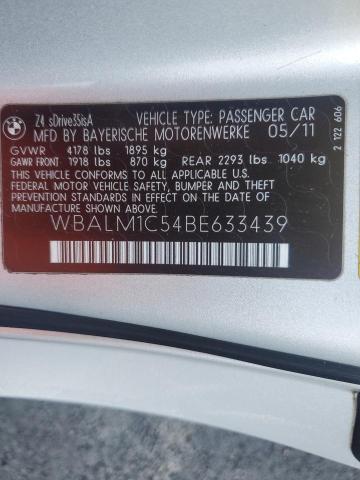 BMW
Z4 sDrive35isA VEHICLE TYPE: PASSENGER CAR
MFD BY BAYERISCHE MOTORENWERKE 05/11
GVWR 4178 lbs 1895 kg
GAWR FRONT 1918 lbs 870 kg REAR 2293 lbs 1040 kg
THIS VEHICLE CONFORMS TO ALL APPLICABLE U.S.
FEDERAL MOTOR VEHICLE SAFETY, BUMPER AND THEFT
PREVENTION STANDARDS IN EFFECT ON THE DATE
OF MANUFACTURE SHOWN ABOVE.
WBALM1C54BE633439
2 122 606